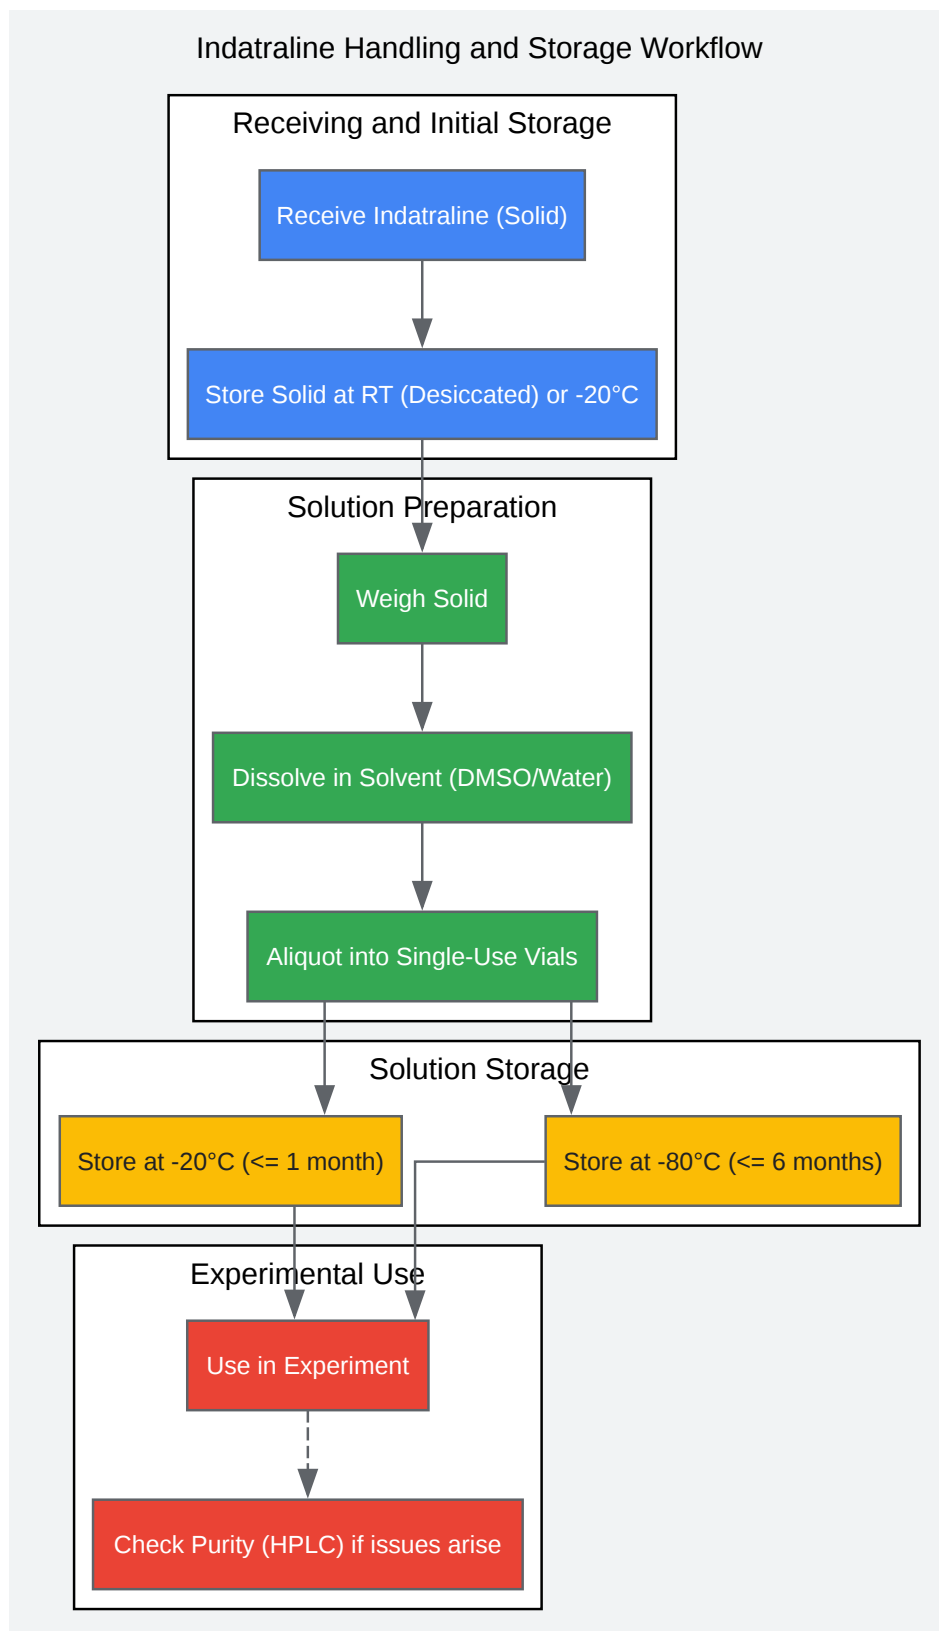 Indatraline Handling and Storage Workflow
Receiving and Initial Storage
Receive Indatraline (Solid)
Store Solid at RT (Desiccated) or -20°C
Solution Preparation
Weigh Solid
Dissolve in Solvent (DMSO/Water)
Aliquot into Single-Use Vials
Solution Storage
Store at -20°C (<= 1 month)
Store at -80°C (<= 6 months)
Experimental Use
Use in Experiment
Check Purity (HPLC) if issues arise